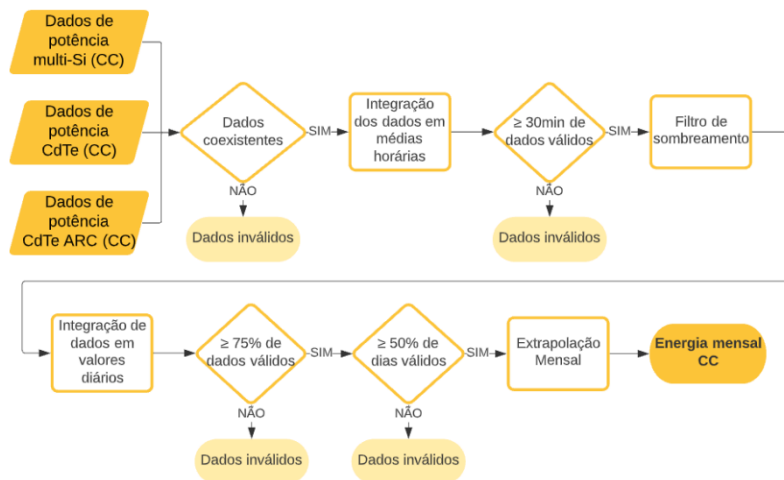 Dados de
potência
multi-Si (CC)
Dados de
potência
CdTe (CC)
Dados de
potência
CdTe ARC (CC)
Dados
coexistentes
SIM
NÃO
Dados inválidos
Integração
dos dados em
médias
horárias
≥ 30min de
dados válidos
SIM
NÃO
Dados inválidos
Filtro de
sombreamento
Integração de
dados em
valores
diários
≥ 75% de
dados válidos
SIM
NÃO
Dados inválidos
≥ 50% de
dias válidos
SIM
NÃO
Dados inválidos
Extrapolação
Mensal
Energia mensal
CC